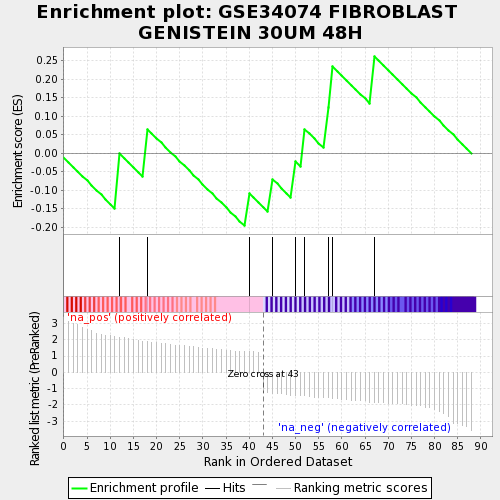 Enrichment plot: GSE34074 FIBROBLAST
GENISTEIN 30UM 48H
Enrichment score (ES)
0.25
0.20
0.15
0.10
0.05
0.00
-0.05
-0.10
-0.15
-0.20
'na_pos' (positively correlated)
Ranked list metric (PreRanked)
3
2
1
0
-1
-2
-3
Zero cross at 43
'na_neg' (negatively correlated)
0 5 10 15 20 25 30 35 40 45 50 55 60 65 70 75 80 85 90
Rank in Ordered Dataset
Enrichment profile Hits Ranking metric scores